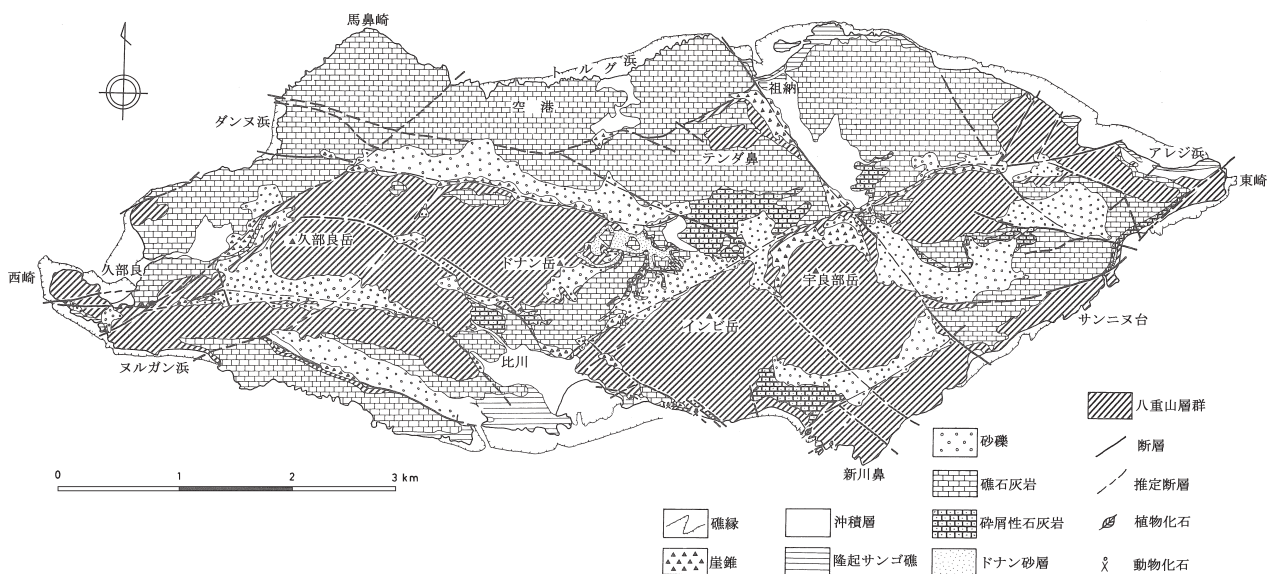 馬鼻崎
トルグ浜
祖納
空港
ダンヌ浜
テンダ鼻
アレジ浜
東崎
久部良岳
ドナン岳
宇良部岳
西崎
久部良
インビ岳
サンニヌ台
ヌルガン浜
比川
新川鼻
0 1 2 3 km
八重山層群
砂礫
断層
礁石灰岩
推定断層
礁縁
沖積層
砕屑性石灰岩
植物化石
崖錐
隆起サンゴ礁
ドナン砂層
動物化石